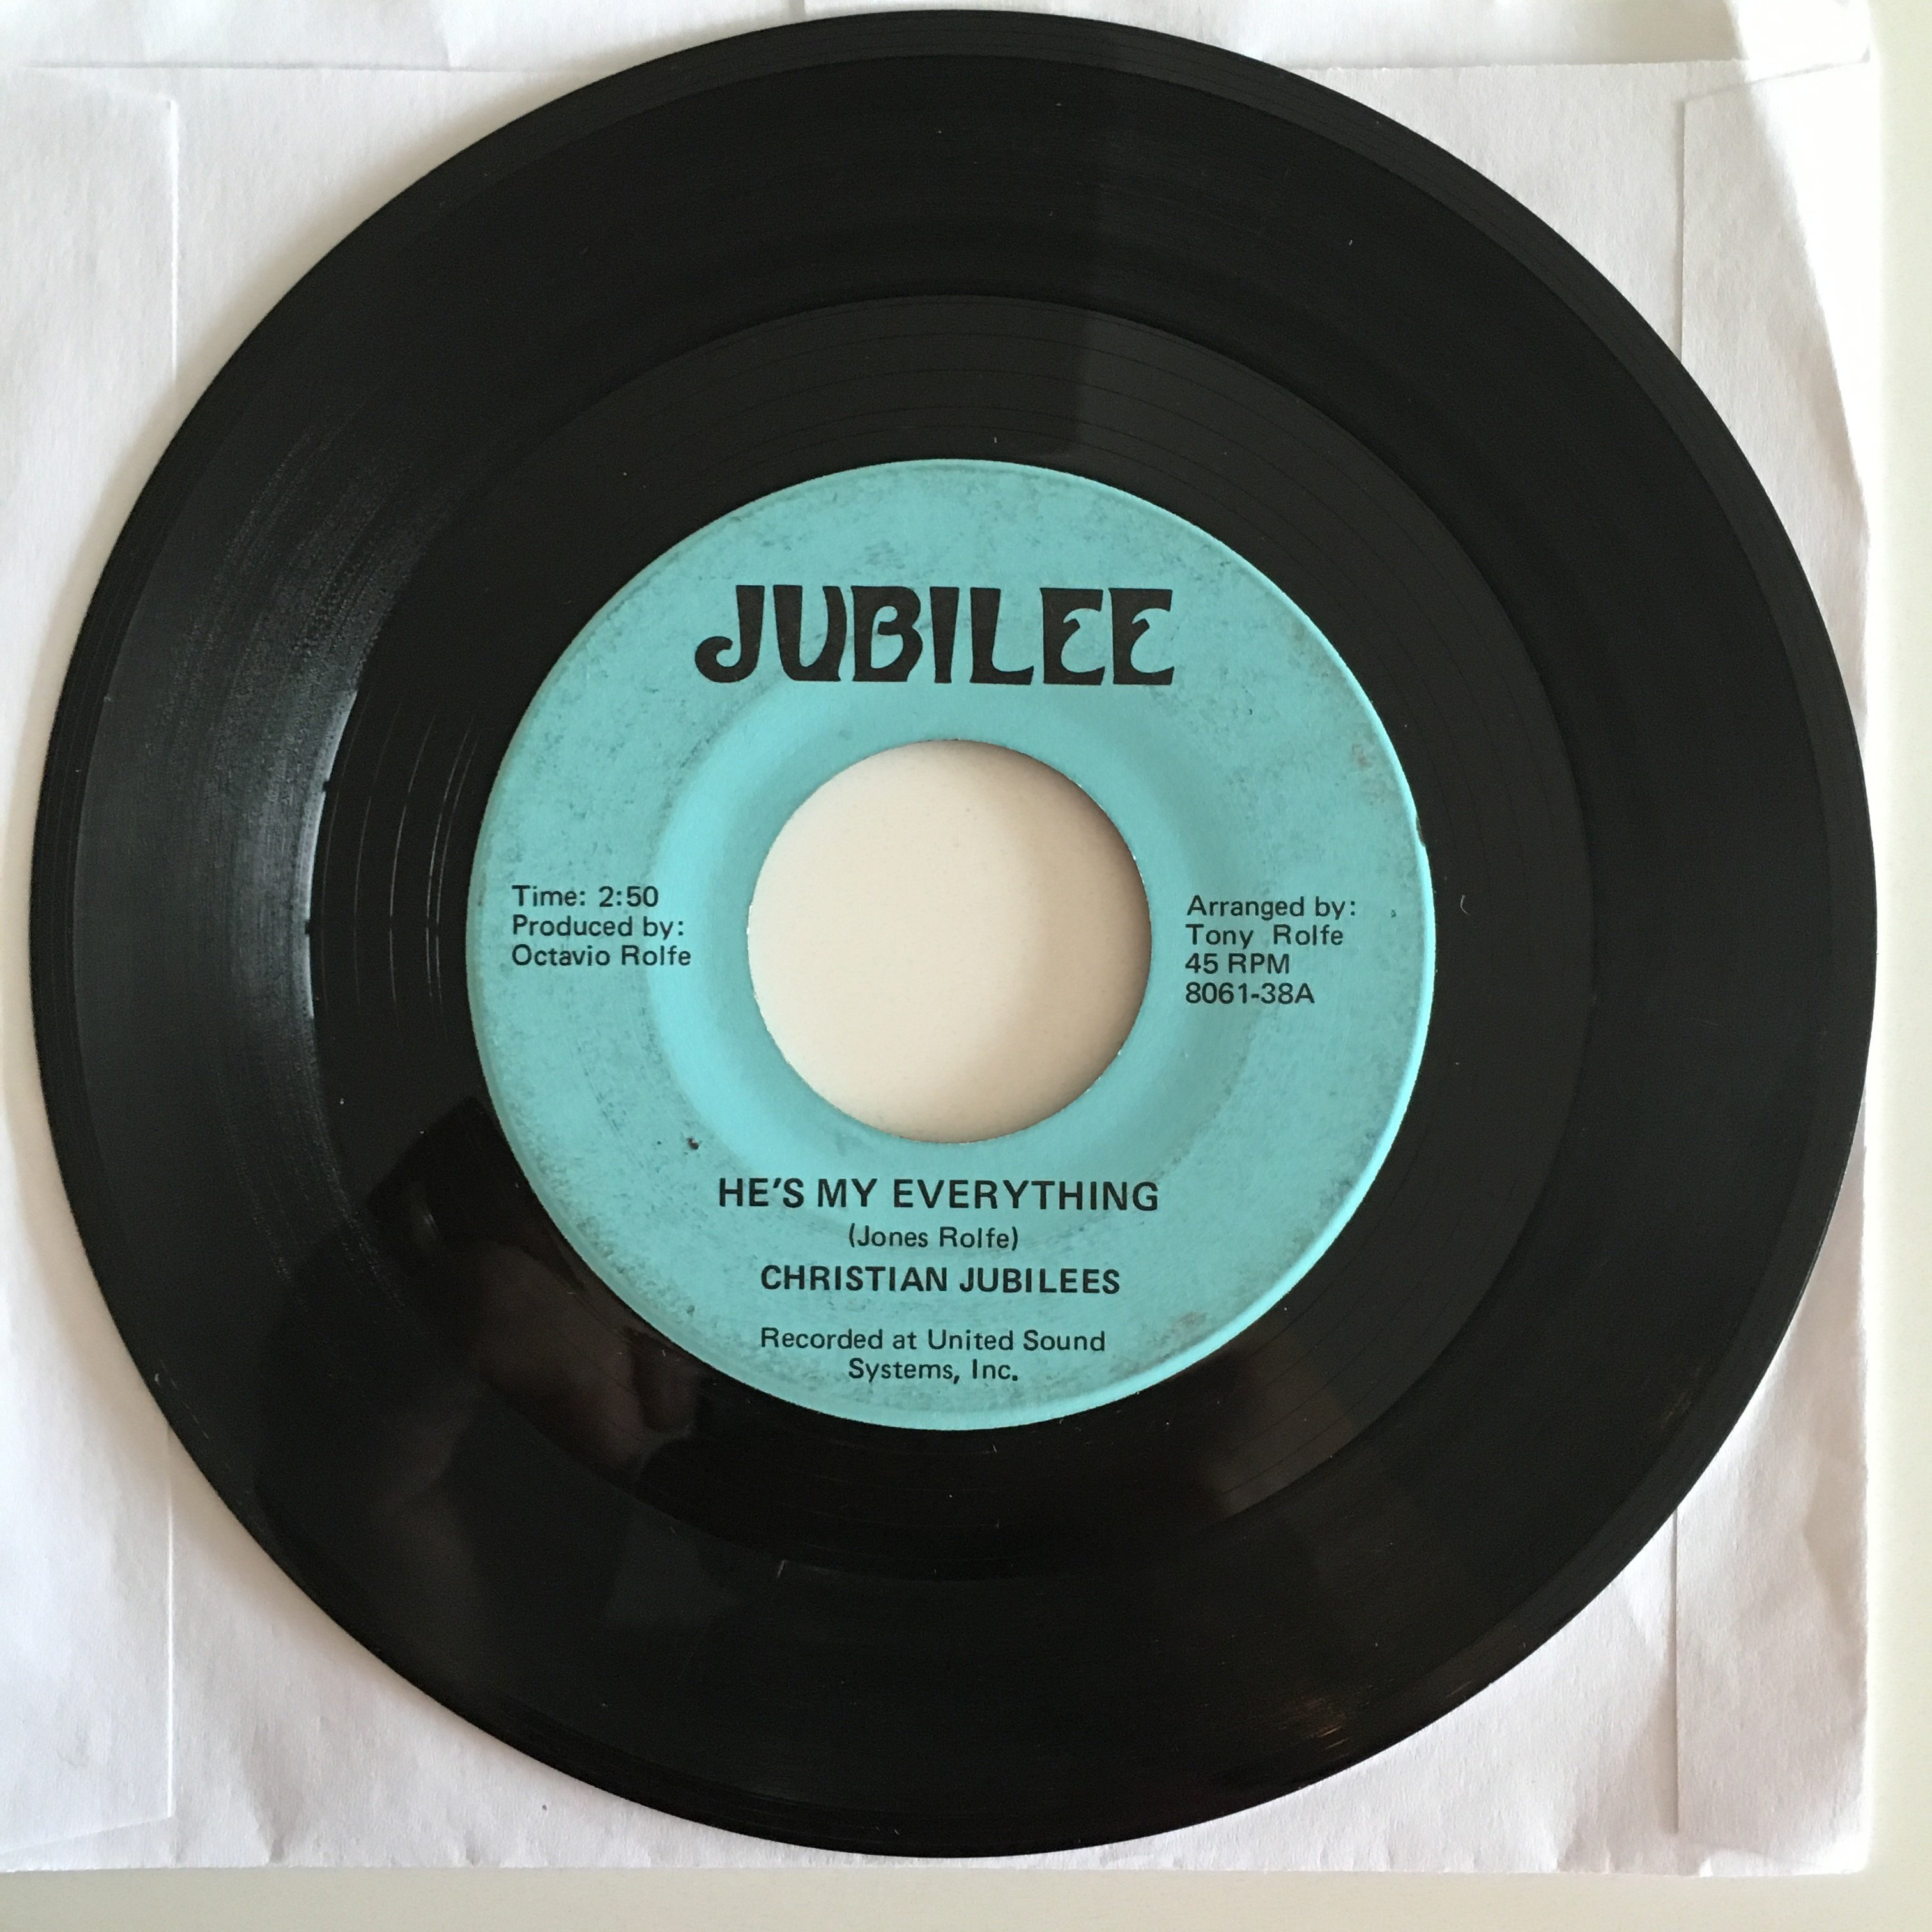 JUBILEE
Time: 2:50
Produced by:
Octavio Rolfe
Arranged by:
Tony Rolfe
45 RPM
8061-38A
HE'S MY EVERYTHING
(Jones Rolfe)
CHRISTIAN JUBILEES
Recorded at United Sound
Systems, Inc.